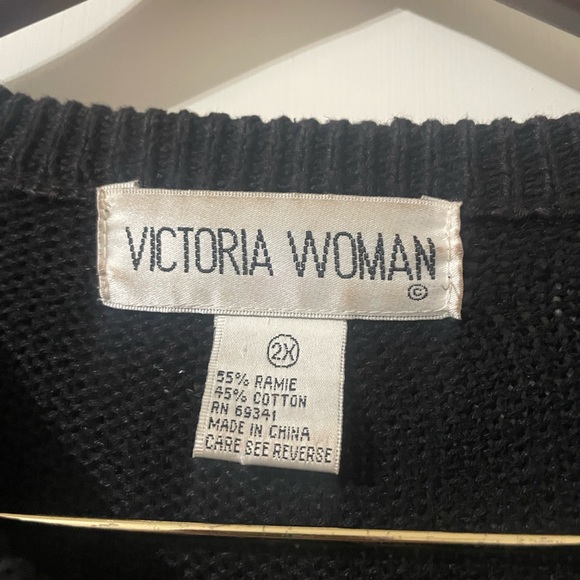 VICTORIA WOMAN
©
2X
55% RAMIE
45% COTTON
RN 69341
MADE IN CHINA
CARE SEE REVERSE